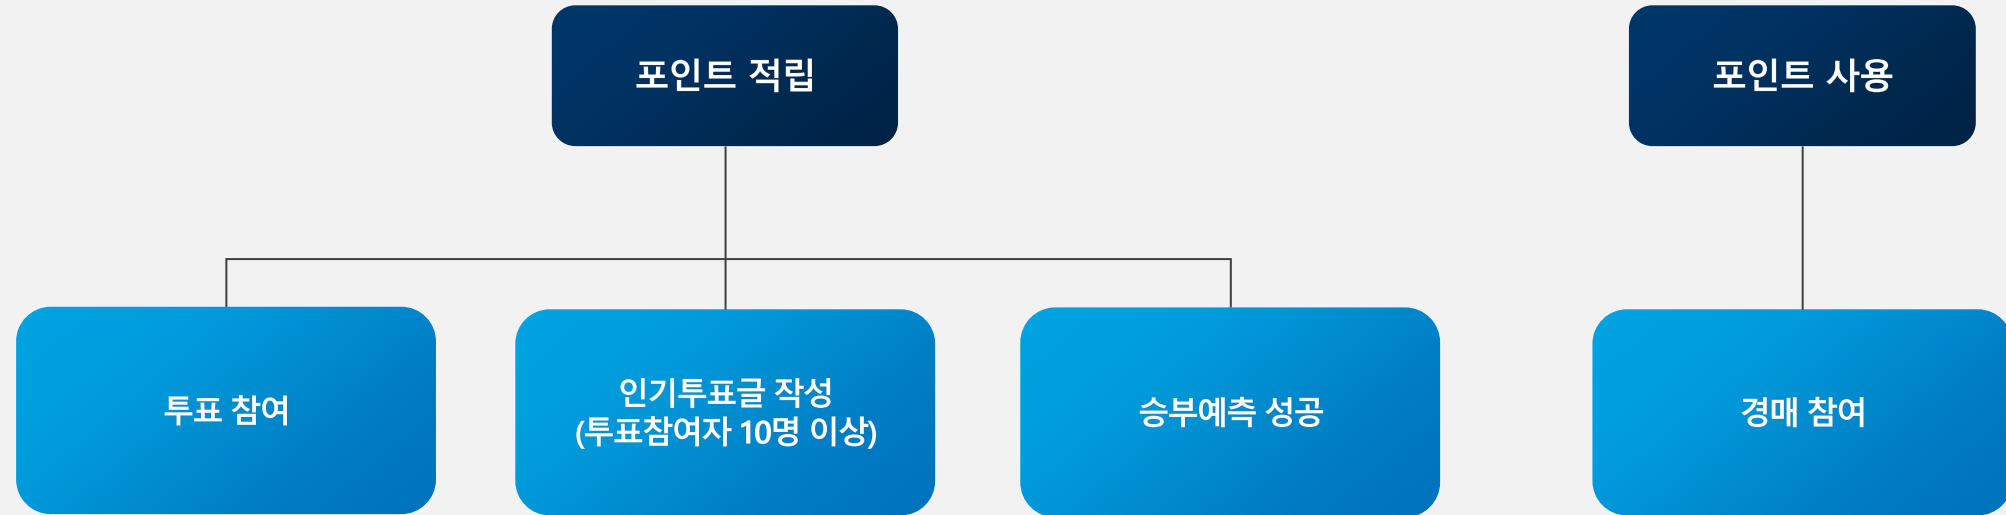 포인트 적립
포인트 사용
투표 참여
인기투표글 작성
(투표참여자 10명 이상)
승부예측 성공
경매 참여